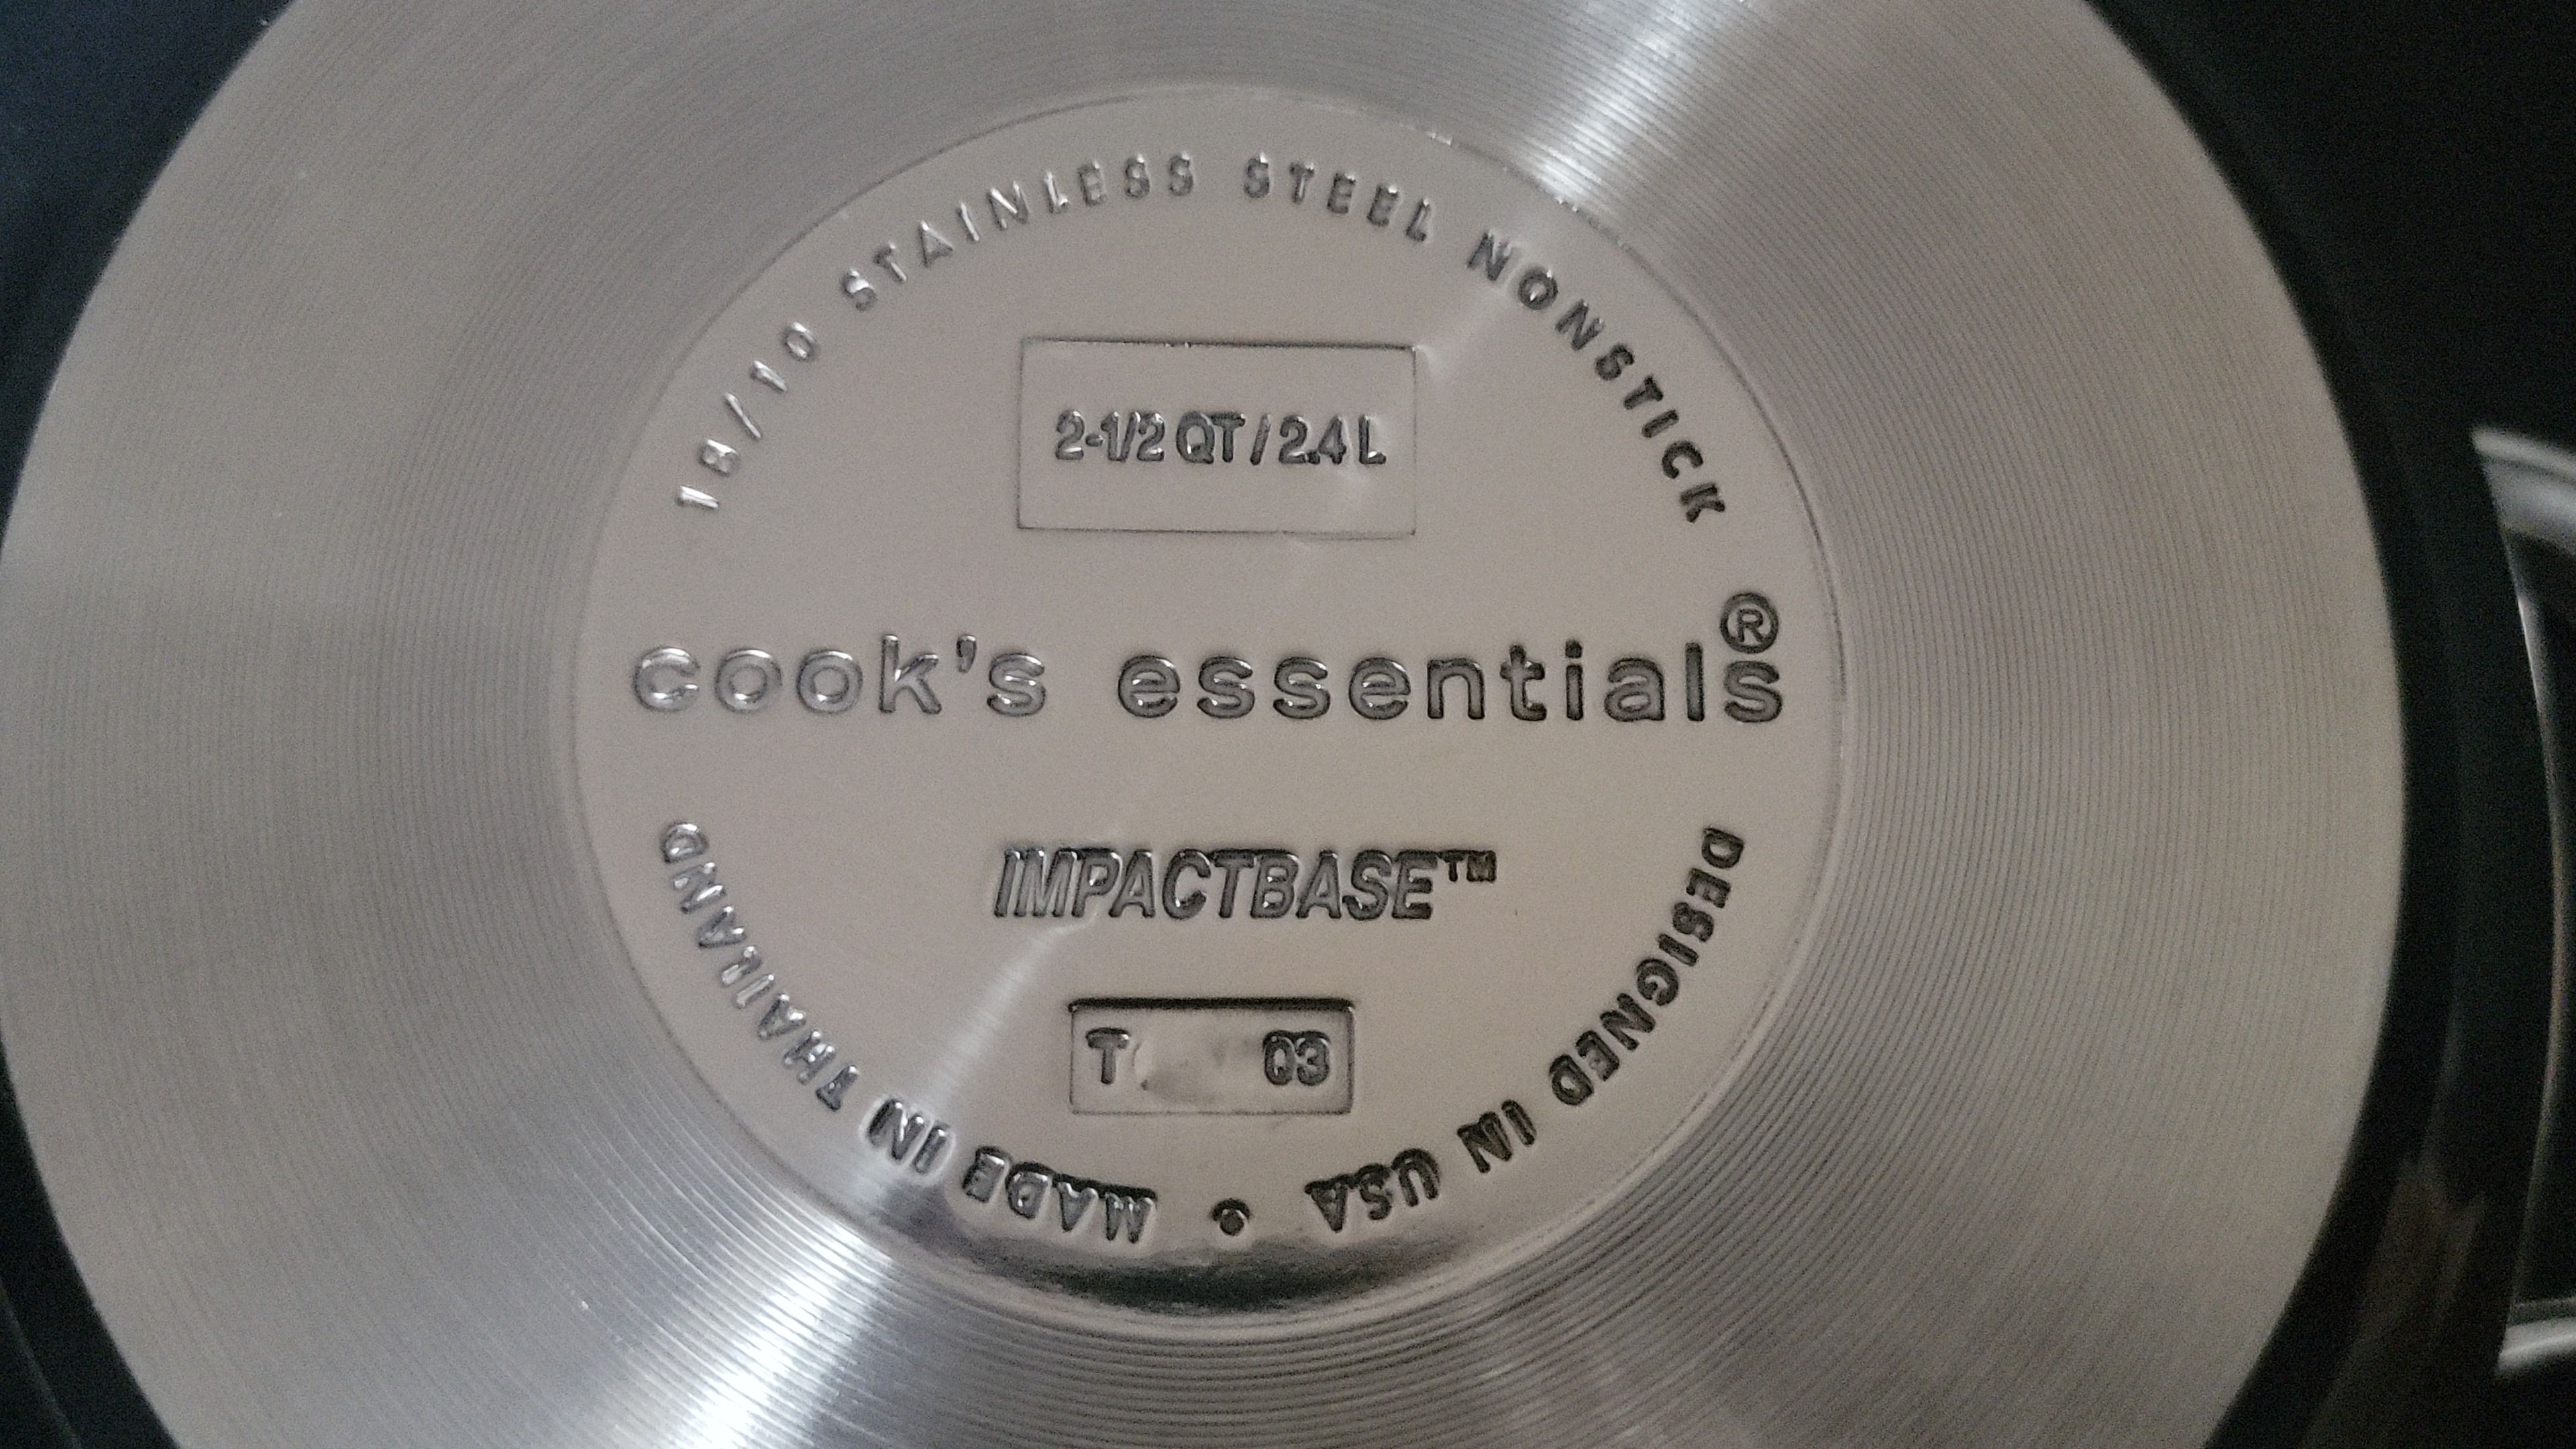 18/10 STAINLESS STEEL NONSTICK
2-1/2 QT / 2.4 L
cook's essentials®
IMPACTBASE™
T 03
DESIGNED IN USA • MADE IN THAILAND